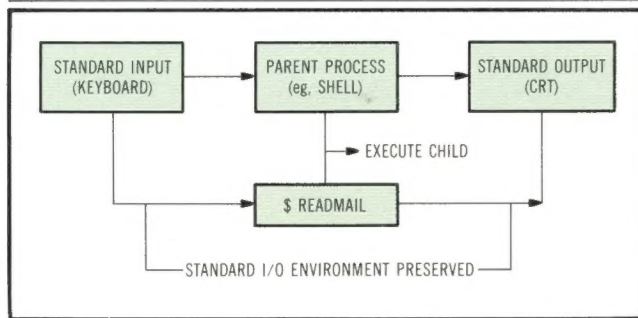 STANDARD INPUT
(KEYBOARD)
PARENT PROCESS
(eg, SHELL)
STANDARD OUTPUT
(CRT)
EXECUTE CHILD
$ READMAIL
STANDARD I/O ENVIRONMENT PRESERVED